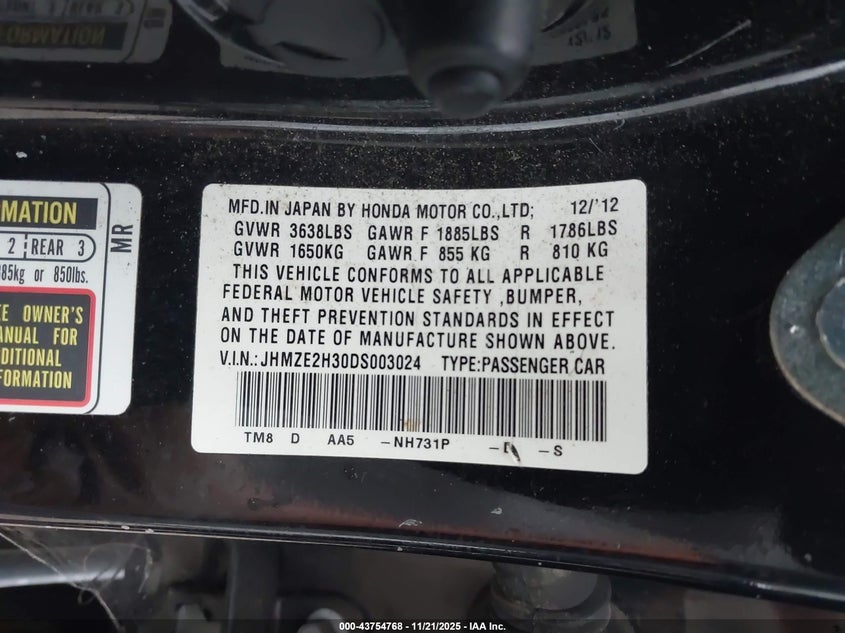 MFD.IN JAPAN BY HONDA MOTOR CO.,LTD; 12/'12
GVWR 3638LBS GAWR F 1885LBS R 1786LBS
GVWR 1650KG GAWR F 855 KG R 810 KG
THIS VEHICLE CONFORMS TO ALL APPLICABLE
FEDERAL MOTOR VEHICLE SAFETY ,BUMPER,
AND THEFT PREVENTION STANDARDS IN EFFECT
ON THE DATE OF MANUFACTURE SHOWN ABOVE.
V.I.N.: JHMZE2H30DS003024 TYPE:PASSENGER CAR
TM8 D AA5 -NH731P - -S
MATION
2 REAR 3
85kg or 850lbs.
OWNER'S
ANUAL FOR
DITIONAL
FORMATION
MR
000-43754768 - 11/21/2025 - IAA Inc.